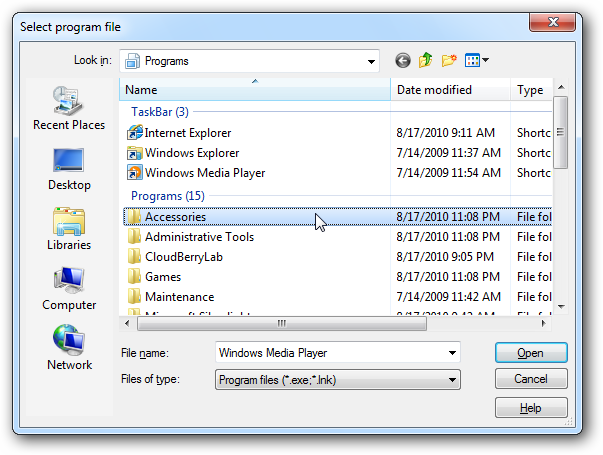 Select program file
Look in: Programs
Name Date modified Type
TaskBar (3)
Internet Explorer 8/17/2010 9:11 AM Shortc
Windows Explorer 7/14/2009 11:37 AM Shortc
Windows Media Player 7/14/2009 11:54 AM Shortc
Programs (15)
Accessories 8/17/2010 11:08 PM File fol
Administrative Tools 8/17/2010 11:08 PM File fol
CloudBerryLab 8/17/2010 9:05 PM File fol
Games 8/17/2010 11:08 PM File fol
Maintenance 7/14/2009 11:42 AM File fol
Recent Places
Desktop
Libraries
Computer
Network
File name: Windows Media Player Open
Files of type: Program files (*.exe;*.lnk) Cancel
Help